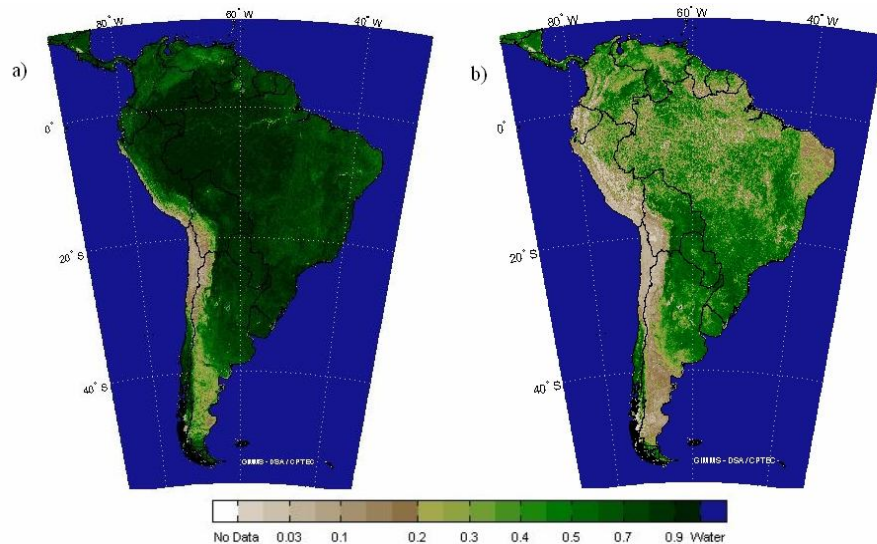 a)
80° W
60° W
40° W
0°
20° S
40° S
GIMMS - DSA / CPTEC
b)
80° W
60° W
40° W
0°
20° S
40° S
GIMMS - DSA / CPTEC
No Data 0.03 0.1 0.2 0.3 0.4 0.5 0.7 0.9 Water